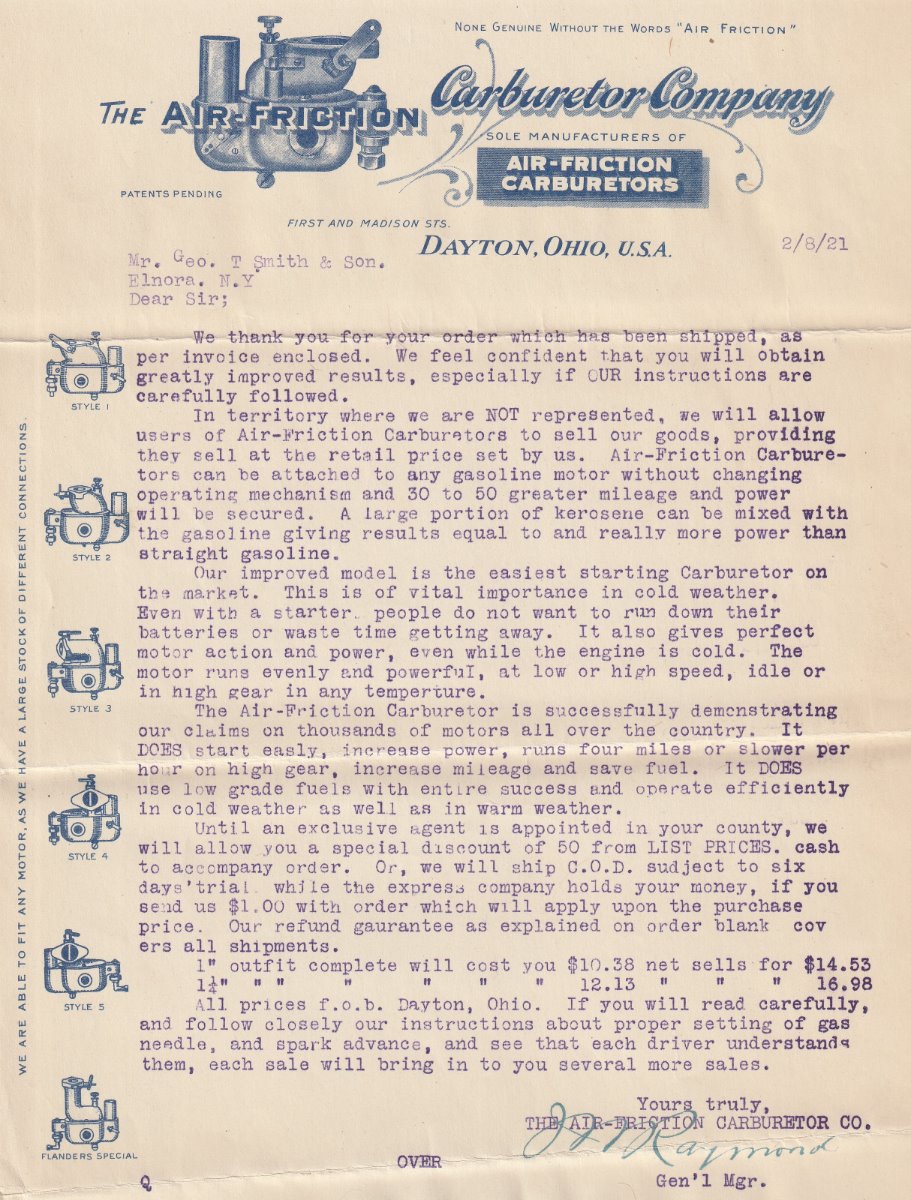 None Genuine Without the Words "Air Friction"
The Air-Friction Carburetor Company
SOLE MANUFACTURERS OF
AIR-FRICTION
CARBURETORS
PATENTS PENDING
FIRST AND MADISON STS.
DAYTON, OHIO, U.S.A.
2/8/21
Mr. Geo. T Smith & Son.
Elnora. N.Y
Dear Sir;
We thank you for your order which has been shipped, as
per invoice enclosed. We feel confident that you will obtain
greatly improved results, especially if OUR instructions are
carefully followed.
In territory where we are NOT represented, we will allow
users of Air-Friction Carburetors to sell our goods, providing
they sell at the retail price set by us. Air-Friction Carbure-
tors can be attached to any gasoline motor without changing
operating mechanism and 30 to 50 greater mileage and power
will be secured. A large portion of kerosene can be mixed with
the gasoline giving results equal to and really more power than
straight gasoline.
Our improved model is the easiest starting Carburetor on
the market. This is of vital importance in cold weather.
Even with a starter. people do not want to run down their
batteries or waste time getting away. It also gives perfect
motor action and power, even while the engine is cold. The
motor runs evenly and powerful, at low or high speed, idle or
in high gear in any temperture.
The Air-Friction Carburetor is successfully demonstrating
our claims on thousands of motors all over the country. It
DOES start easly, increase power, runs four miles or slower per
hour on high gear, increase mileage and save fuel. It DOES
use low grade fuels with entire success and operate efficiently
in cold weather as well as in warm weather.
Until an exclusive agent is appointed in your county, we
will allow you a special discount of 50 from LIST PRICES. cash
to accompany order. Or, we will ship C.O.D. sudject to six
days'trial while the express company holds your money, if you
send us $1.00 with order which will apply upon the purchase
price. Our refund gaurantee as explained on order blank cov
ers all shipments.
1" outfit complete will cost you $10.38 net sells for $14.53
1¼" " " " " " " 12.13 " " " 16.98
All prices f.o.b. Dayton, Ohio. If you will read carefully,
and follow closely our instructions about proper setting of gas
needle, and spark advance, and see that each driver understands
them, each sale will bring in to you several more sales.
Yours truly,
THE AIR-FRICTION CARBURETOR CO.
Raymond
OVER
Gen'l Mgr.
Q
WE ARE ABLE TO FIT ANY MOTOR, AS WE HAVE A LARGE STOCK OF DIFFERENT CONNECTIONS.
STYLE 1
STYLE 2
STYLE 3
STYLE 4
STYLE 5
FLANDERS SPECIAL